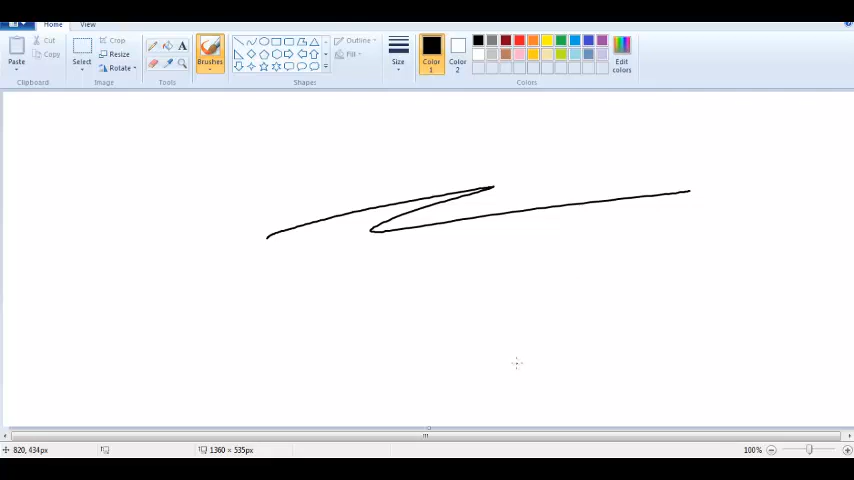 Home View
Paste Cut Copy Clipboard
Select Crop Resize Rotate Image
A Tools
Brushes
Outline Fill Shapes
Size
Color 1 Color 2 Edit colors Colors
820, 434px 1360 × 535px 100%